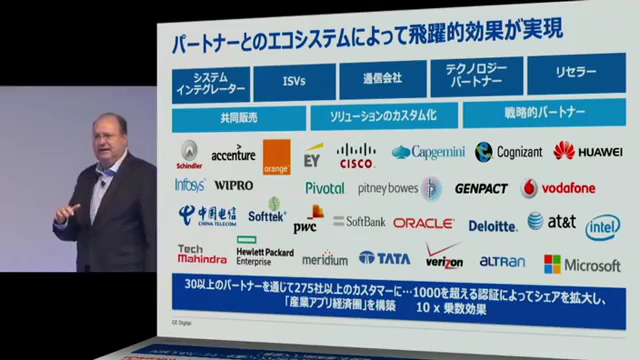 パートナーとのエコシステムによって飛躍的効果が実現
システム
インテグレーター
ISVs
通信会社
テクノロジー
パートナー
リセラー
共同販売
ソリューションのカスタム化
戦略的パートナー
Schindler
accenture
orange
EY
CISCO
Capgemini
Cognizant
HUAWEI
Infosys
WIPRO
Pivotal
pitney bowes
GENPACT
vodafone
中国电信
CHINA TELECOM
Softtek
pwc
SoftBank
ORACLE
Deloitte.
at&t
intel
Tech
Mahindra
Hewlett Packard
Enterprise
meridium
TATA
verizon
ALTRAN
Microsoft
30以上のパートナーを通じて275社以上のカスタマーに…1000を超える認証によってシェアを拡大し、
「産業アプリ経済圏」を構築 10 x 乗数効果
GE Digital